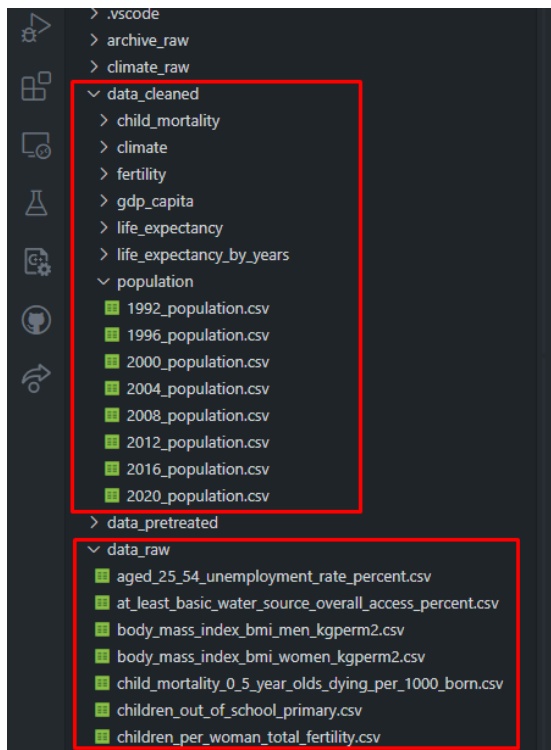 .vscode
archive_raw
climate_raw
data_cleaned
child_mortality
climate
fertility
gdp_capita
life_expectancy
life_expectancy_by_years
population
1992_population.csv
1996_population.csv
2000_population.csv
2004_population.csv
2008_population.csv
2012_population.csv
2016_population.csv
2020_population.csv
data_pretreated
data_raw
aged_25_54_unemployment_rate_percent.csv
at_least_basic_water_source_overall_access_percent.csv
body_mass_index_bmi_men_kgperm2.csv
body_mass_index_bmi_women_kgperm2.csv
child_mortality_0_5_year_olds_dying_per_1000_born.csv
children_out_of_school_primary.csv
children_per_woman_total_fertility.csv